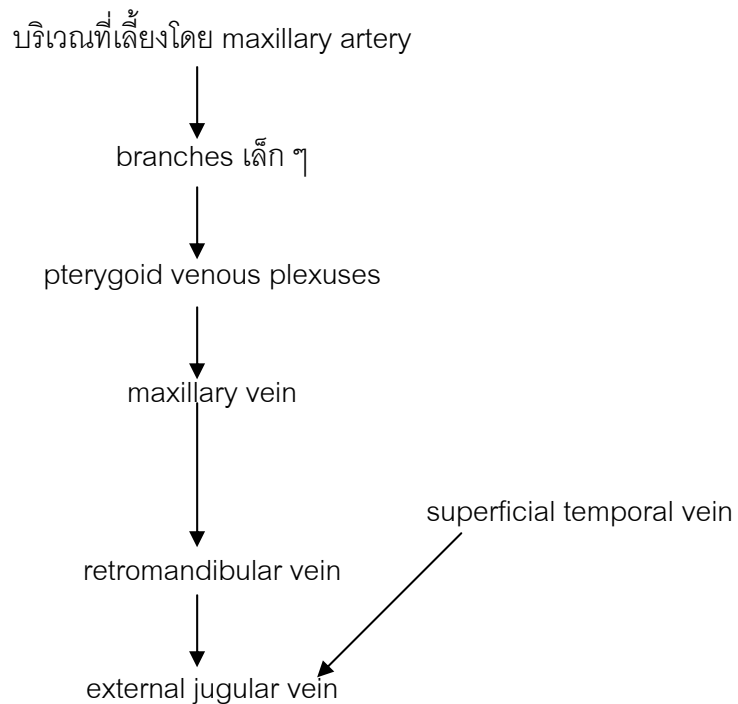 บริเวณที่เลี้ยงโดย maxillary artery
branches เล็ก ๆ
pterygoid venous plexuses
maxillary vein
superficial temporal vein
retromandibular vein
external jugular vein